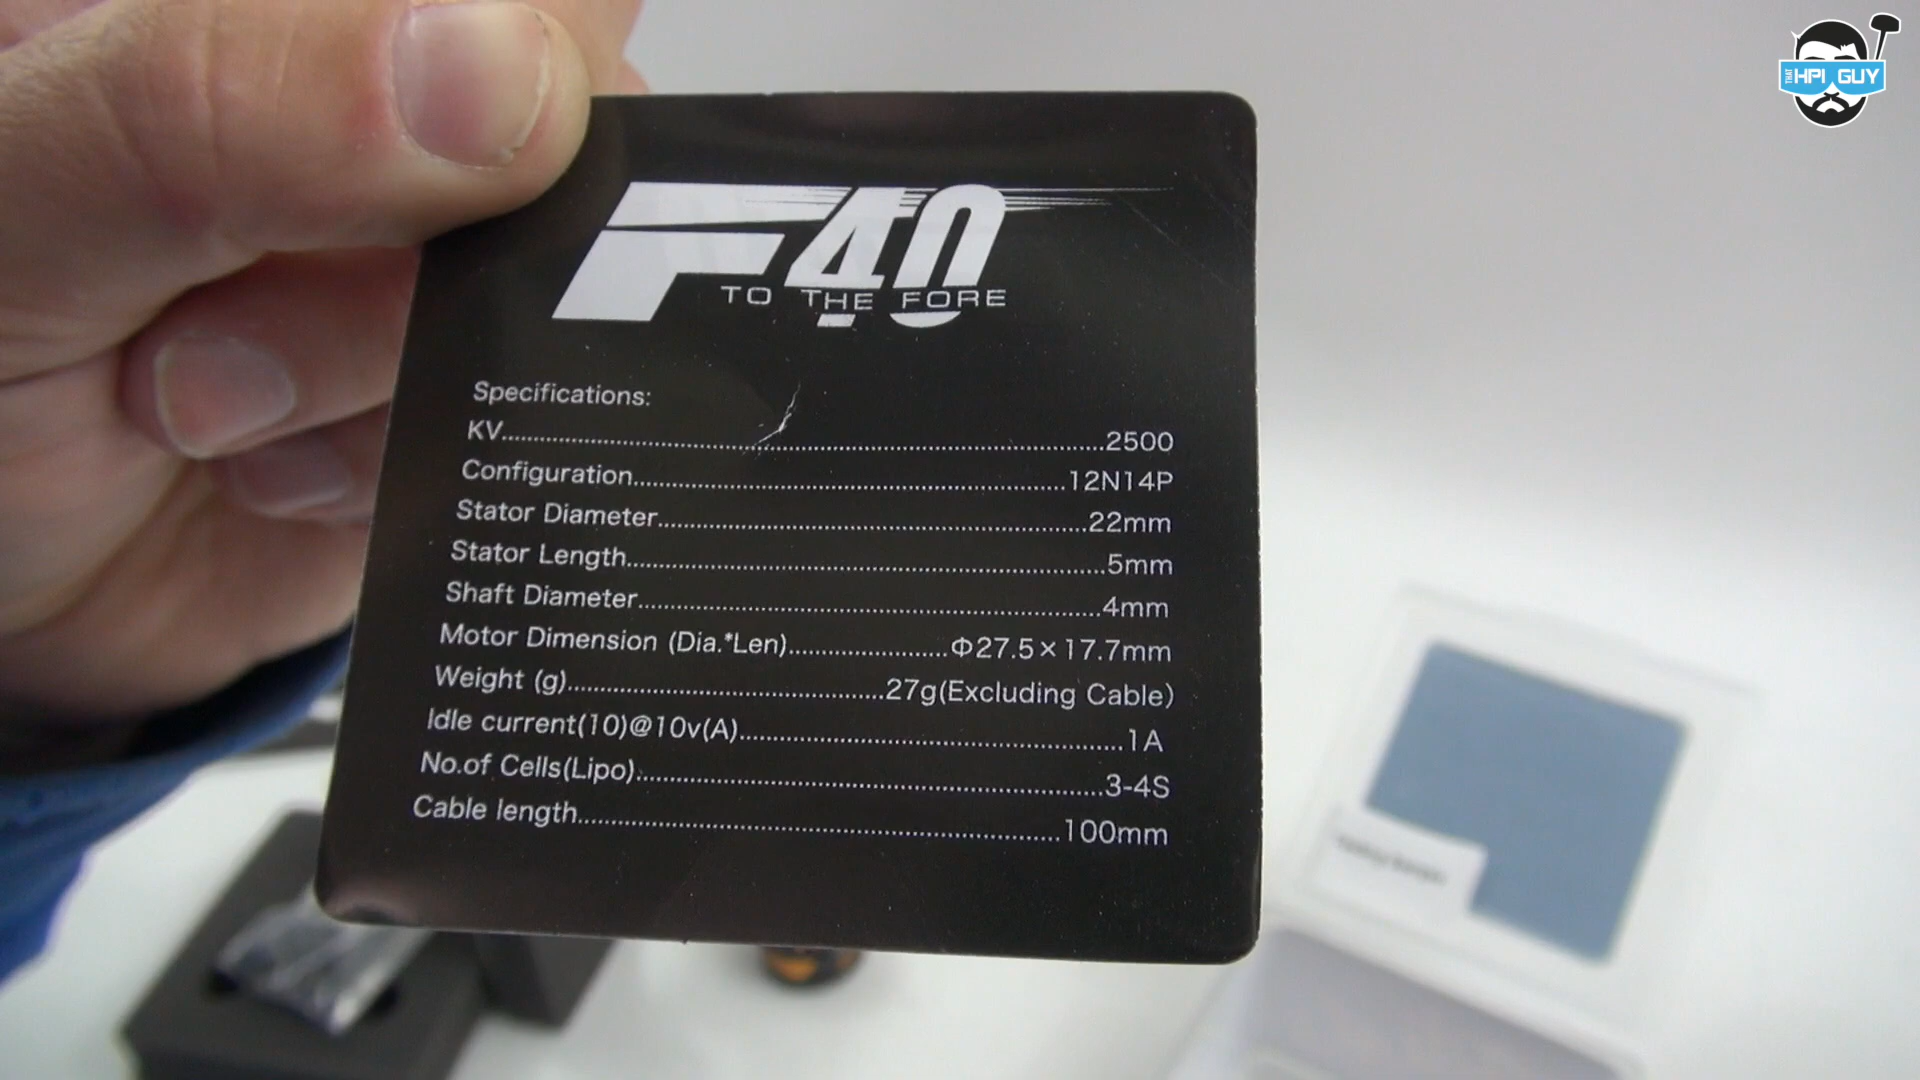 THAT HPI GUY
F40
TO THE FORE
Specifications:
KV....................2500
Configuration....................12N14P
Stator Diameter....................22mm
Stator Length....................5mm
Shaft Diameter....................4mm
Motor Dimension (Dia.*Len)....................Φ27.5×17.7mm
Weight (g)....................27g(Excluding Cable)
Idle current(10)@10v(A)....................1A
No.of Cells(Lipo)....................3-4S
Cable length....................100mm